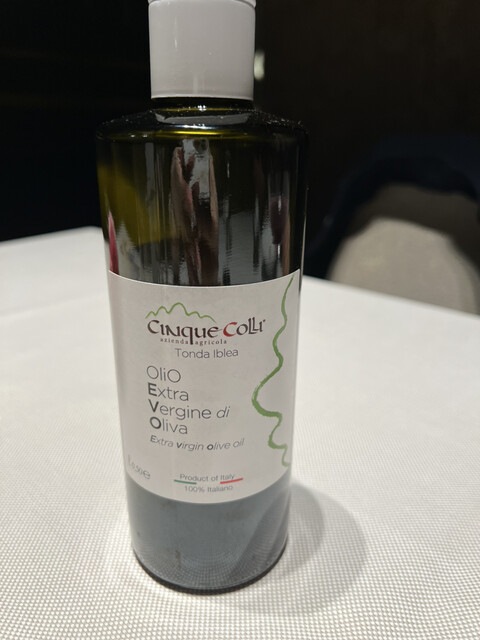 Cinque Colli
azienda agricola
Tonda Iblea
OliO
Extra
Vergine di
Oliva
Extra virgin olive oil
Product of Italy
100% Italiano